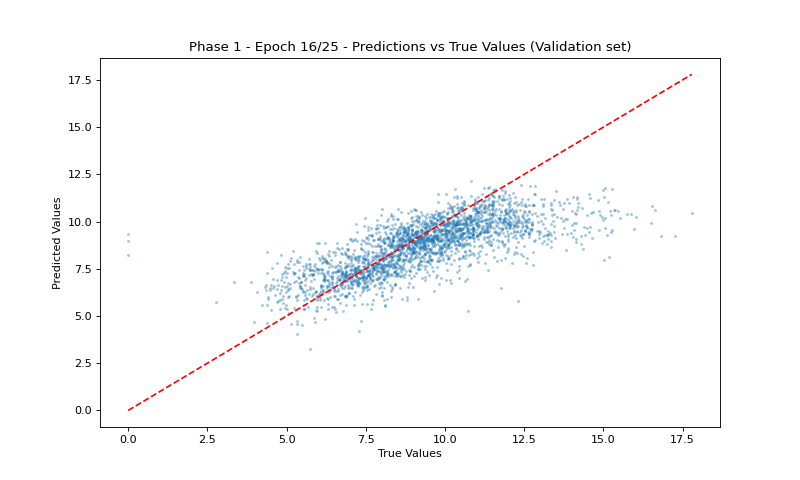 Phase 1 - Epoch 16/25 - Predictions vs True Values (Validation set)
17.5
15.0
12.5
10.0
7.5
5.0
2.5
0.0
Predicted Values
0.0 2.5 5.0 7.5 10.0 12.5 15.0 17.5
True Values